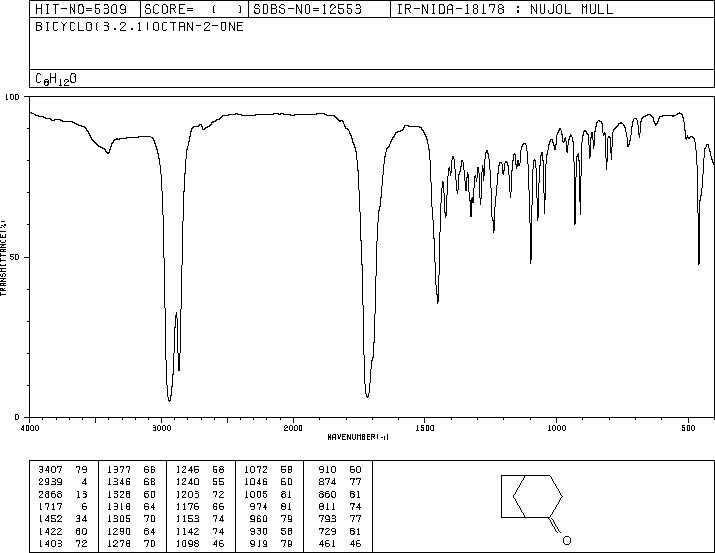 HIT-NO=5309 SCORE= ( ) SDBS-NO=12553 IR-NIDA-18178 : NUJOL MULL
BICYCLO(3.2.1)OCTAN-2-ONE
C8H12O
100
50
0
TRANSMITTANCE(%)
4000 3000 2000 1500 1000 500
WAVENUMBER(-1)
3407 79 1377 66 1246 68 1072 58 910 60
2939 4 1346 68 1240 55 1046 60 874 77
2868 13 1328 60 1203 72 1005 81 860 81
1717 6 1318 64 1176 66 974 81 811 74
1452 34 1305 70 1153 74 960 79 793 77
1422 60 1290 64 1142 74 930 58 729 81
1403 72 1278 70 1098 46 919 79 461 46
O